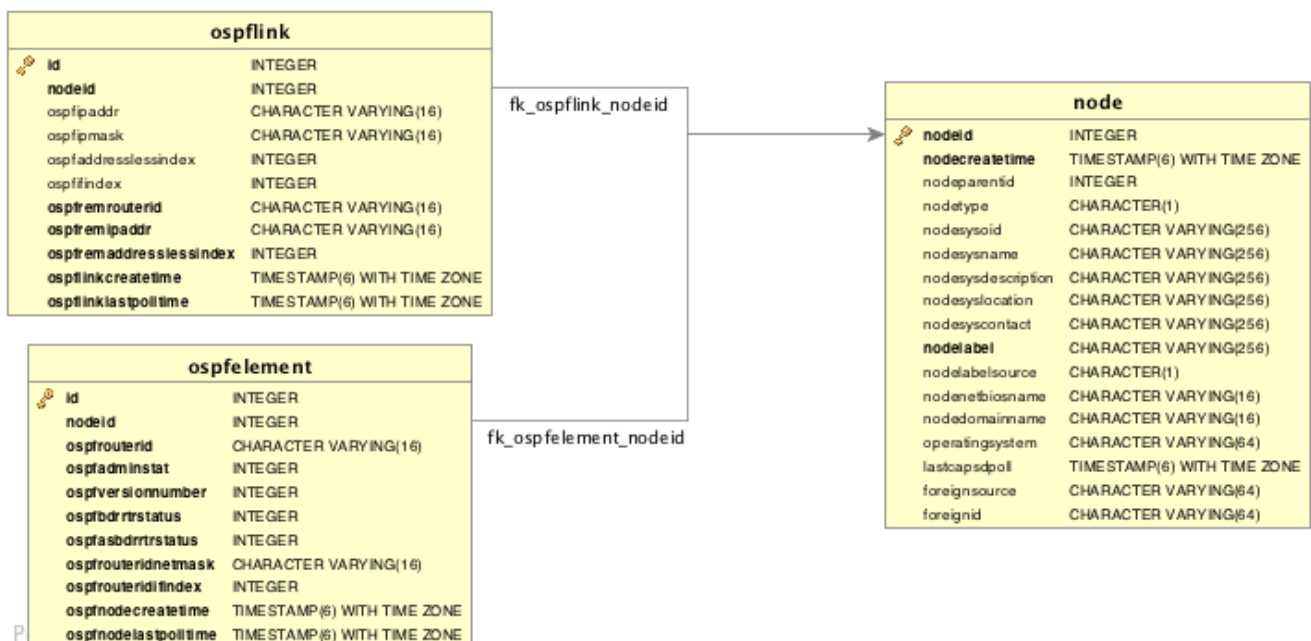 ospflink
id INTEGER
nodeid INTEGER
ospfipaddr CHARACTER VARYING(16)
ospfipmask CHARACTER VARYING(16)
ospfaddresslessindex INTEGER
ospfifindex INTEGER
ospfremrouterid CHARACTER VARYING(16)
ospfremipaddr CHARACTER VARYING(16)
ospfremaddresslessindex INTEGER
ospflinkcreatetime TIMESTAMP(6) WITH TIME ZONE
ospflinklastpolltime TIMESTAMP(6) WITH TIME ZONE
fk_ospflink_nodeid
node
nodeid INTEGER
nodecreatetime TIMESTAMP(6) WITH TIME ZONE
nodeparentid INTEGER
nodetype CHARACTER(1)
nodesysoid CHARACTER VARYING(256)
nodesysname CHARACTER VARYING(256)
nodesysdescription CHARACTER VARYING(256)
nodesyslocation CHARACTER VARYING(256)
nodesyscontact CHARACTER VARYING(256)
nodelabel CHARACTER VARYING(256)
nodelabelsource CHARACTER(1)
nodenetbiosname CHARACTER VARYING(16)
nodedomainname CHARACTER VARYING(16)
operatingsystem CHARACTER VARYING(64)
lastcapsdpoll TIMESTAMP(6) WITH TIME ZONE
foreignsource CHARACTER VARYING(64)
foreignid CHARACTER VARYING(64)
ospfelement
id INTEGER
nodeid INTEGER
ospfrouterid CHARACTER VARYING(16)
ospfadminstat INTEGER
ospfversionnumber INTEGER
ospfbdrrtrstatus INTEGER
ospfasbdrrtrstatus INTEGER
ospfrouteridnetmask CHARACTER VARYING(16)
ospfrouteridifindex INTEGER
ospfnodecreatetime TIMESTAMP(6) WITH TIME ZONE
ospfnodelastpolltime TIMESTAMP(6) WITH TIME ZONE
fk_ospfelement_nodeid